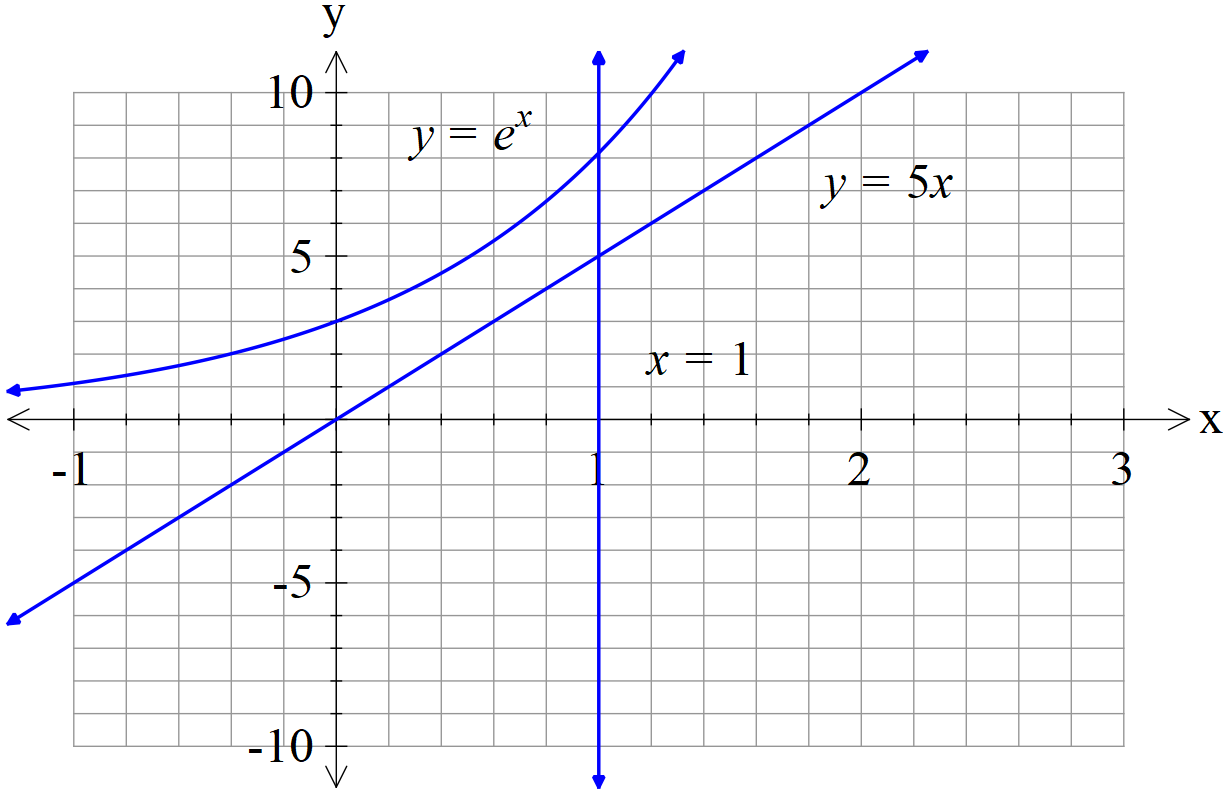 y
10
y = e^x
y = 5x
5
x = 1
x
-1 1 2 3
-5
-10